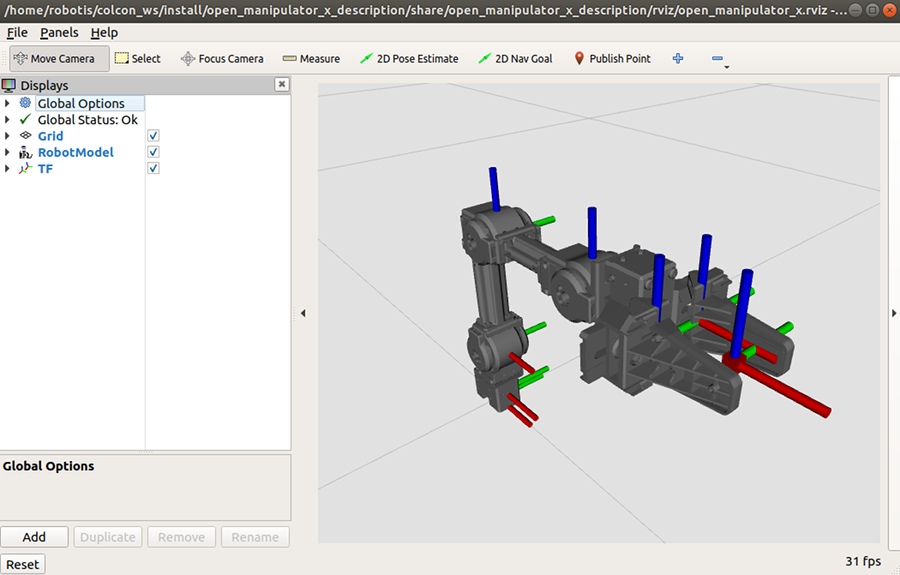 /home/robotis/colcon_ws/install/open_manipulator_x_description/share/open_manipulator_x_description/rviz/open_manipulator_x.rviz -...
File Panels Help
Move Camera Select Focus Camera Measure 2D Pose Estimate 2D Nav Goal Publish Point
Displays
Global Options
Global Status: Ok
Grid
RobotModel
TF
Global Options
Add Duplicate Remove Rename
Reset 31 fps